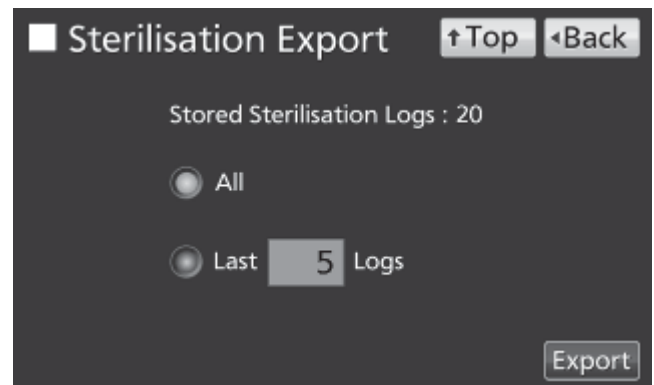 Sterilisation Export
↑Top
◂Back
Stored Sterilisation Logs : 20
All
Last 5 Logs
Export